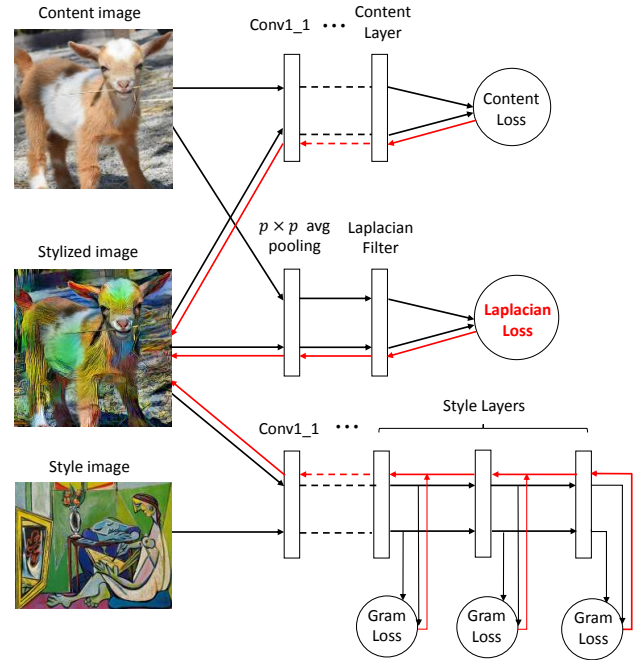 Content image
Conv1_1 ••• Content
Layer
Content
Loss
Stylized image
p × p avg
pooling
Laplacian
Filter
Laplacian
Loss
Style image
Conv1_1 •••
Style Layers
Gram
Loss
Gram
Loss
Gram
Loss